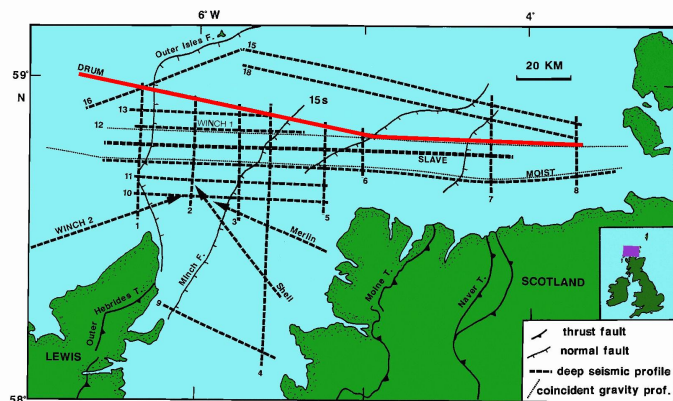 6° W
4°
Outer Isles F.
15
59°
N
DRUM
18
20 KM
16
13
15s
12
WINCH 1
SLAVE
6
MOIST
11
10
7
8
WINCH 2
1
2
3
5
Merlin
Minch F.
Shell
Moine T.
Naver T.
SCOTLAND
Outer Hebrides T.
9
LEWIS
4
58°
thrust fault
normal fault
deep seismic profile
coincident gravity prof.